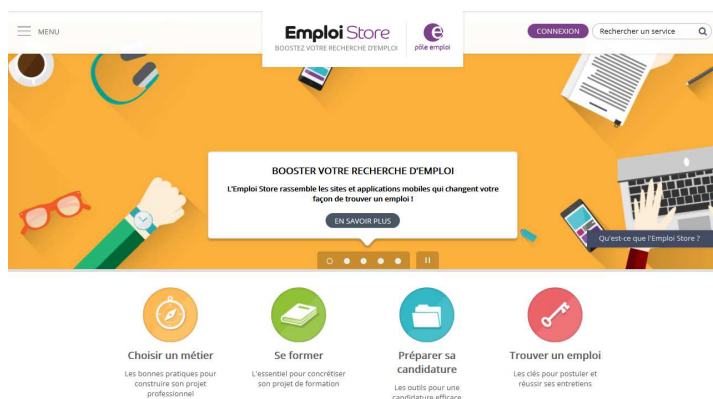 MENU
Emploi Store
BOOSTEZ VOTRE RECHERCHE D'EMPLOI
pôle emploi
CONNEXION
Rechercher un service
BOOSTER VOTRE RECHERCHE D'EMPLOI
L'Emploi Store rassemble les sites et applications mobiles qui changent votre
façon de trouver un emploi !
EN SAVOIR PLUS
Qu'est-ce que l'Emploi Store ?
Choisir un métier
Les bonnes pratiques pour
construire son projet
professionnel
Se former
L'essentiel pour concrétiser
son projet de formation
Préparer sa
candidature
Les outils pour une
candidature efficace
Trouver un emploi
Les clés pour postuler et
réussir ses entretiens